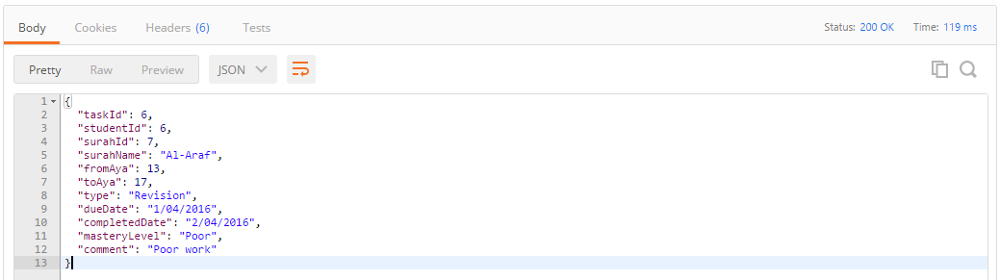 Body Cookies Headers (6) Tests Status: 200 OK Time: 119 ms
Pretty Raw Preview JSON
1 {
2 "taskId": 6,
3 "studentId": 6,
4 "surahId": 7,
5 "surahName": "Al-Araf",
6 "fromAya": 13,
7 "toAya": 17,
8 "type": "Revision",
9 "dueDate": "1/04/2016",
10 "completedDate": "2/04/2016",
11 "masteryLevel": "Poor",
12 "comment": "Poor work"
13 }